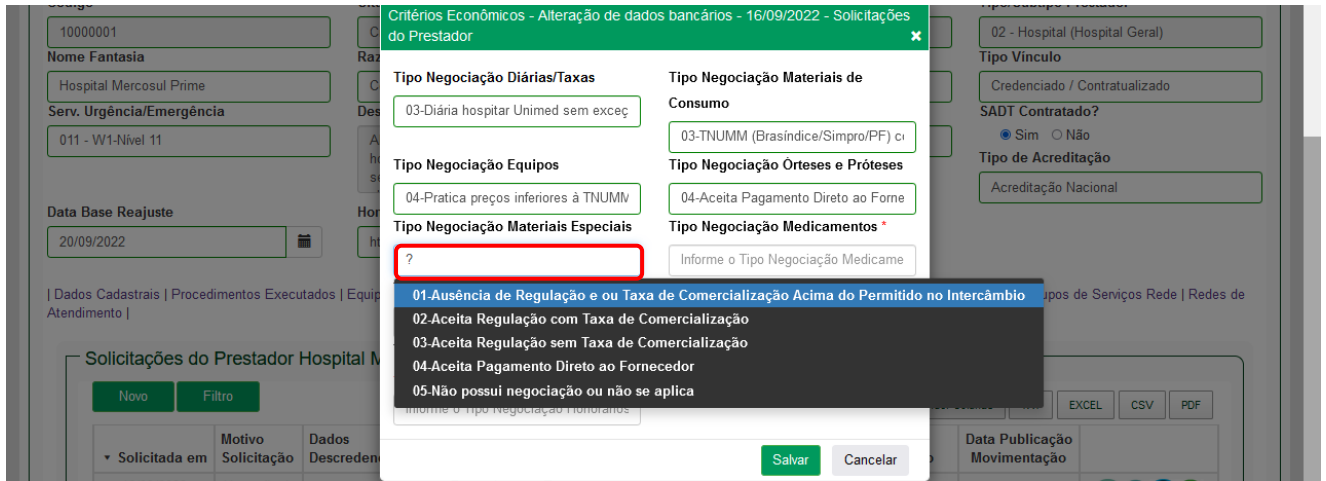 Critérios Econômicos - Alteração de dados bancários - 16/09/2022 - Solicitações
do Prestador
10000001
02 - Hospital (Hospital Geral)
Nome Fantasia
Tipo Vinculo
Hospital Mercosul Prime
Credenciado / Contratualizado
Serv. Urgência/Emergência
SADT Contratado?
011 - W1-Nível 11
Sim Não
Tipo de Acreditação
Acreditação Nacional
Data Base Reajuste
20/09/2022
Tipo Negociação Diárias/Taxas
03-Diária hospitar Unimed sem exceç
Tipo Negociação Materiais de
Consumo
03-TNUMM (Brasíndice/Simpro/PF) c
Tipo Negociação Equipos
04-Pratica preços inferiores à TNUMM
Tipo Negociação Órteses e Próteses
04-Aceita Pagamento Direto ao Forne
Tipo Negociação Materiais Especiais
?
Tipo Negociação Medicamentos *
Informe o Tipo Negociação Medicame
01-Ausência de Regulação e ou Taxa de Comercialização Acima do Permitido no Intercâmbio
02-Aceita Regulação com Taxa de Comercialização
03-Aceita Regulação sem Taxa de Comercialização
04-Aceita Pagamento Direto ao Fornecedor
05-Não possui negociação ou não se aplica
Informe o Tipo Negociação Honorários
| Dados Cadastrais | Procedimentos Executados | Equip
upos de Serviços Rede | Redes de
Atendimento |
Solicitações do Prestador Hospital M
Novo Filtro
EXCEL CSV PDF
Solicitada em
Motivo
Solicitação
Dados
Descreden
Data Publicação
Movimentação
Salvar Cancelar